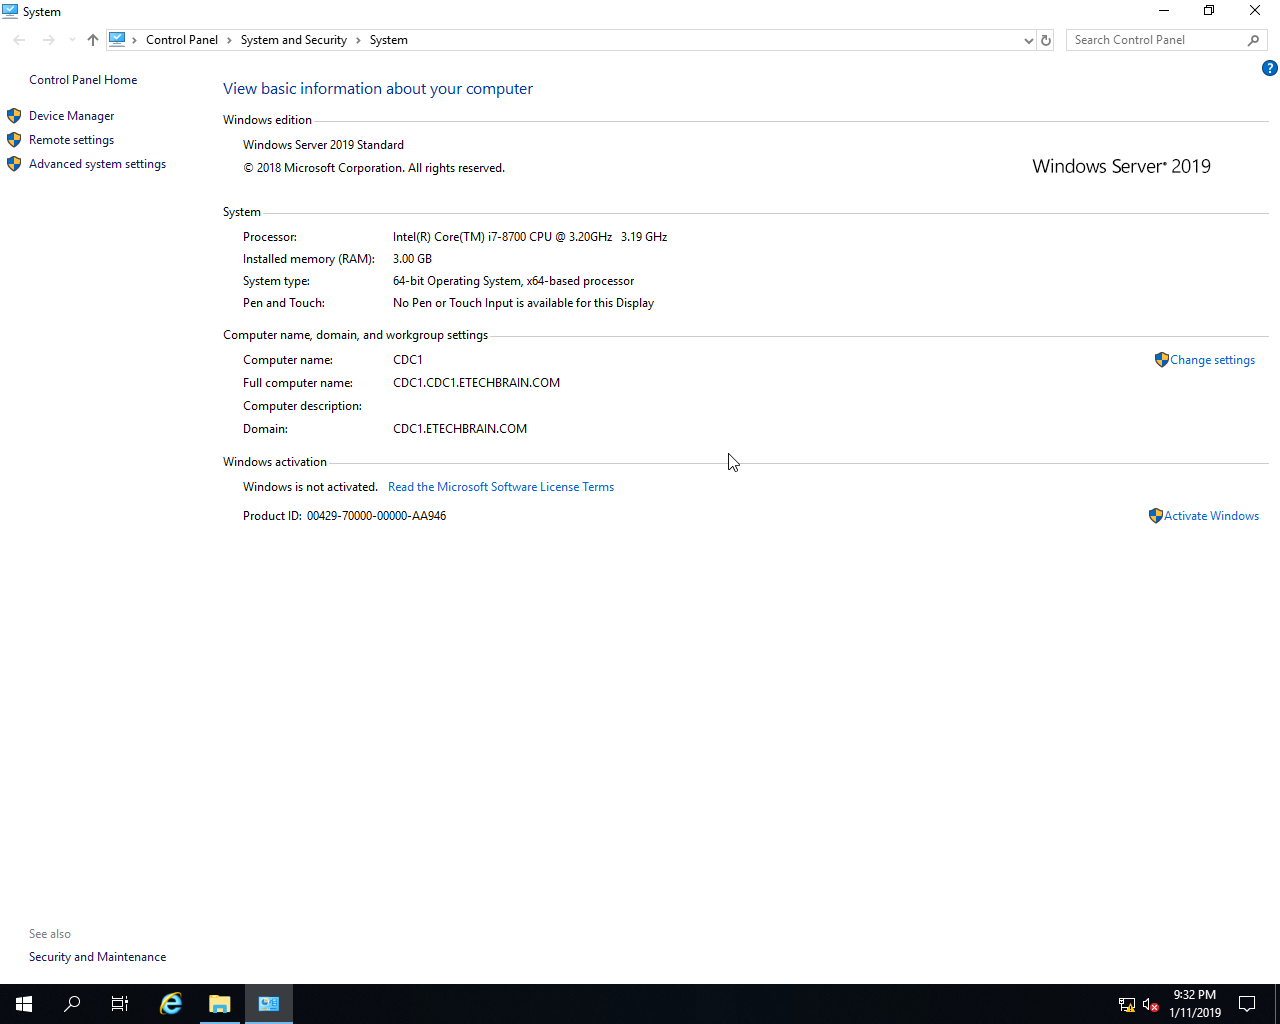 System
Control Panel > System and Security > System
Search Control Panel
Control Panel Home
Device Manager
Remote settings
Advanced system settings
View basic information about your computer
Windows edition
Windows Server 2019 Standard
© 2018 Microsoft Corporation. All rights reserved.
Windows Server® 2019
System
Processor: Intel(R) Core(TM) i7-8700 CPU @ 3.20GHz 3.19 GHz
Installed memory (RAM): 3.00 GB
System type: 64-bit Operating System, x64-based processor
Pen and Touch: No Pen or Touch Input is available for this Display
Computer name, domain, and workgroup settings
Computer name: CDC1 Change settings
Full computer name: CDC1.CDC1.ETECHBRAIN.COM
Computer description:
Domain: CDC1.ETECHBRAIN.COM
Windows activation
Windows is not activated. Read the Microsoft Software License Terms
Product ID: 00429-70000-00000-AA946 Activate Windows
See also
Security and Maintenance
9:32 PM
1/11/2019